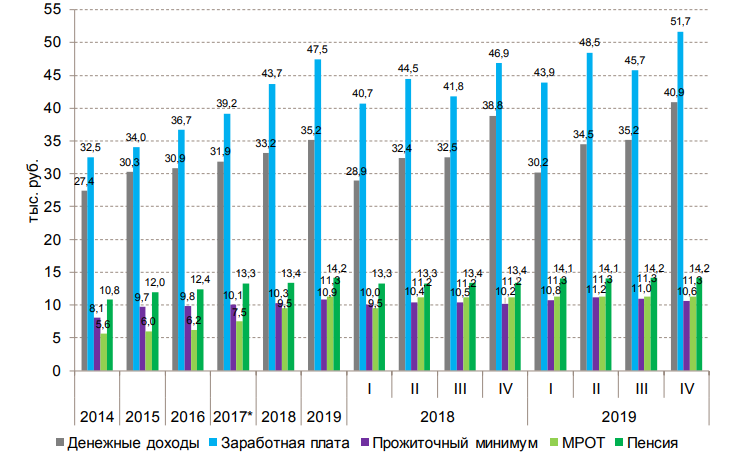 тыс. руб.
55
50
45
40
35
30
25
20
15
10
5
0
27,4 32,5 8,1 5,6 10,8
30,3 34,0 9,7 6,0 12,0
30,9 36,7 9,8 6,2 12,4
31,9 39,2 10,1 7,5 13,3
33,2 43,7 10,3 9,5 13,4
35,2 47,5 10,9 11,3 14,2
28,9 40,7 10,0 9,5 13,3
32,4 44,5 10,4 11,2 13,3
32,5 41,8 10,5 11,2 13,4
38,8 46,9 10,2 11,2 13,4
30,2 43,9 10,8 11,3 14,1
34,5 48,5 11,2 11,3 14,1
35,2 45,7 11,0 11,3 14,2
40,9 51,7 10,6 11,3 14,2
I II III IV I II III IV
2014 2015 2016 2017* 2018 2019 2018 2019
Денежные доходы Заработная плата Прожиточный минимум МРОТ Пенсия